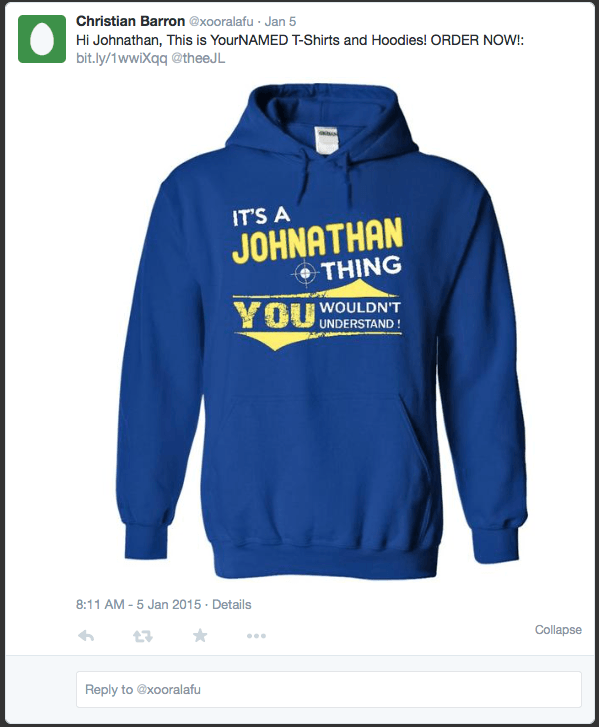 Christian Barron @xooralafu · Jan 5
Hi Johnathan, This is YourNAMED T-Shirts and Hoodies! ORDER NOW!:
bit.ly/1wwiXqq @theeJL
IT'S A
JOHNATHAN
THING
YOU WOULDN'T
UNDERSTAND!
8:11 AM - 5 Jan 2015 · Details
Collapse
Reply to @xooralafu